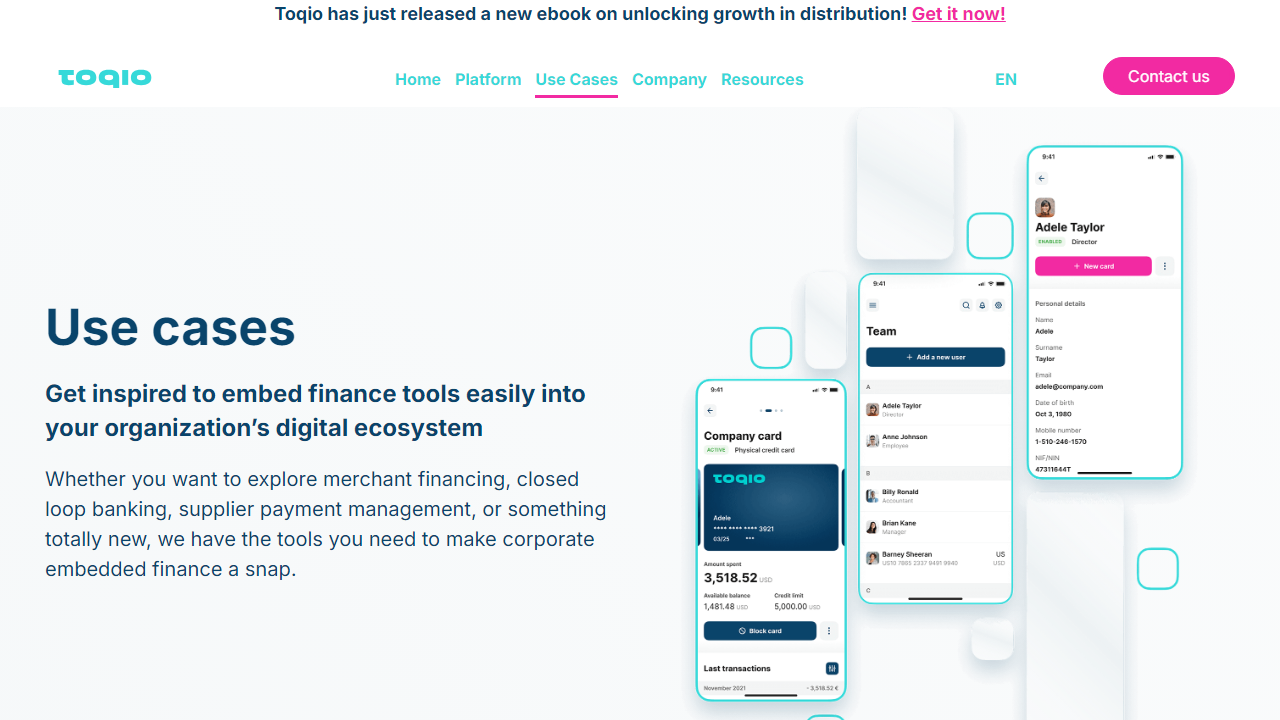 Toqio has just released a new ebook on unlocking growth in distribution! Get it now!
TOQIO
Home Platform Use Cases Company Resources EN Contact us
Use cases
Get inspired to embed finance tools easily into
your organization’s digital ecosystem
Whether you want to explore merchant financing, closed
loop banking, supplier payment management, or something
totally new, we have the tools you need to make corporate
embedded finance a snap.
9:41
Company card
ACTIVE Physical credit card
TOQIO
Adele
•••• •••• •••• 3921
03/25 •••
Amount spent
3,518.52 USD
Available balance Credit limit
1,481.48 USD 5,000.00 USD
Block card
Last transactions
November 2021 - 3,518.52 €
9:41
Team
+ Add a new user
A
Adele Taylor
Director
Anne Johnson
Employee
B
Billy Ronald
Accountant
Brian Kane
Manager
Barney Sheeran US
US10 7985 2337 9491 9940 USD
C
9:41
Adele Taylor
ENABLED Director
+ New card
Personal details
Name
Adele
Surname
Taylor
Email
adele@company.com
Date of birth
Oct 3, 1980
Mobile number
1-510-246-1570
NIF/NIN
47311644T